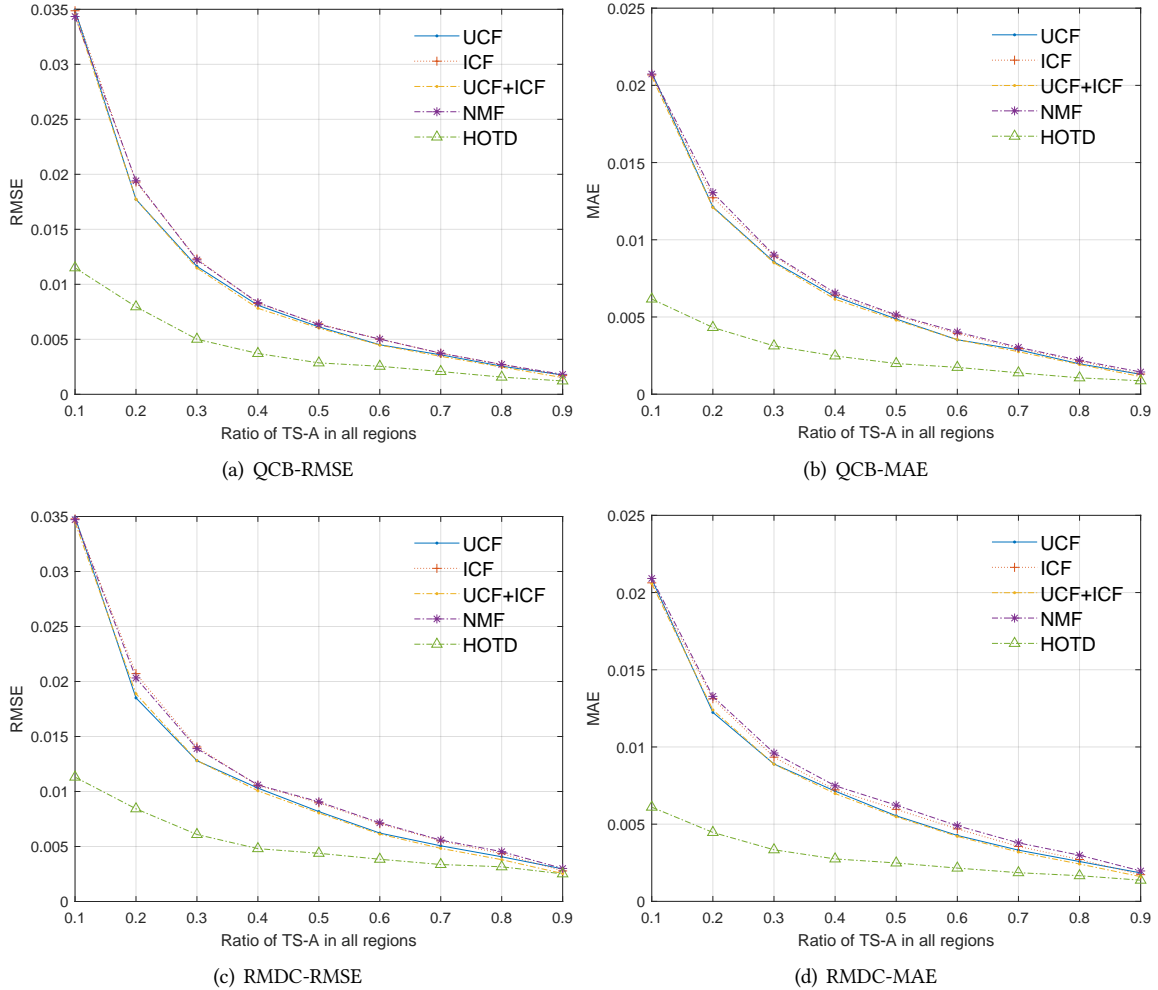 0.035
0.03
0.025
0.02
0.015
0.01
0.005
0
RMSE
UCF
ICF
UCF+ICF
NMF
HOTD
0.1 0.2 0.3 0.4 0.5 0.6 0.7 0.8 0.9
Ratio of TS-A in all regions
(a) QCB-RMSE
0.025
0.02
0.015
0.01
0.005
0
MAE
UCF
ICF
UCF+ICF
NMF
HOTD
0.1 0.2 0.3 0.4 0.5 0.6 0.7 0.8 0.9
Ratio of TS-A in all regions
(b) QCB-MAE
0.035
0.03
0.025
0.02
0.015
0.01
0.005
0
RMSE
UCF
ICF
UCF+ICF
NMF
HOTD
0.1 0.2 0.3 0.4 0.5 0.6 0.7 0.8 0.9
Ratio of TS-A in all regions
(c) RMDC-RMSE
0.025
0.02
0.015
0.01
0.005
0
MAE
UCF
ICF
UCF+ICF
NMF
HOTD
0.1 0.2 0.3 0.4 0.5 0.6 0.7 0.8 0.9
Ratio of TS-A in all regions
(d) RMDC-MAE